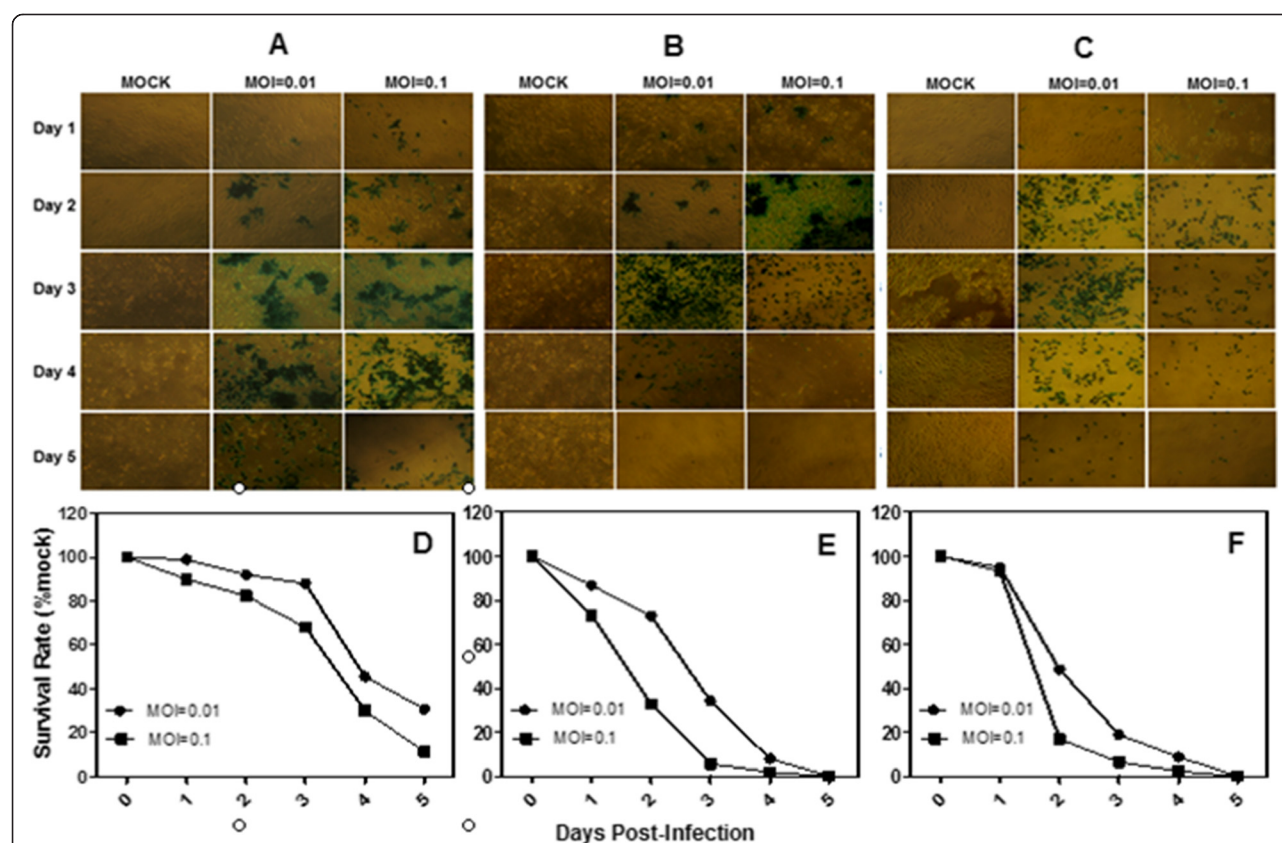 A B C
MOCK MOI=0.01 MOI=0.1 MOCK MOI=0.01 MOI=0.1 MOCK MOI=0.01 MOI=0.1
Day 1
Day 2
Day 3
Day 4
Day 5
Survival Rate (%mock)
120
100
80
60
40
20
0
D
MOI=0.01
MOI=0.1
0 1 2 3 4 5
120
100
80
60
40
20
0
E
MOI=0.01
MOI=0.1
0 1 2 3 4 5
120
100
80
60
40
20
0
F
MOI=0.01
MOI=0.1
0 1 2 3 4 5
Days Post-Infection